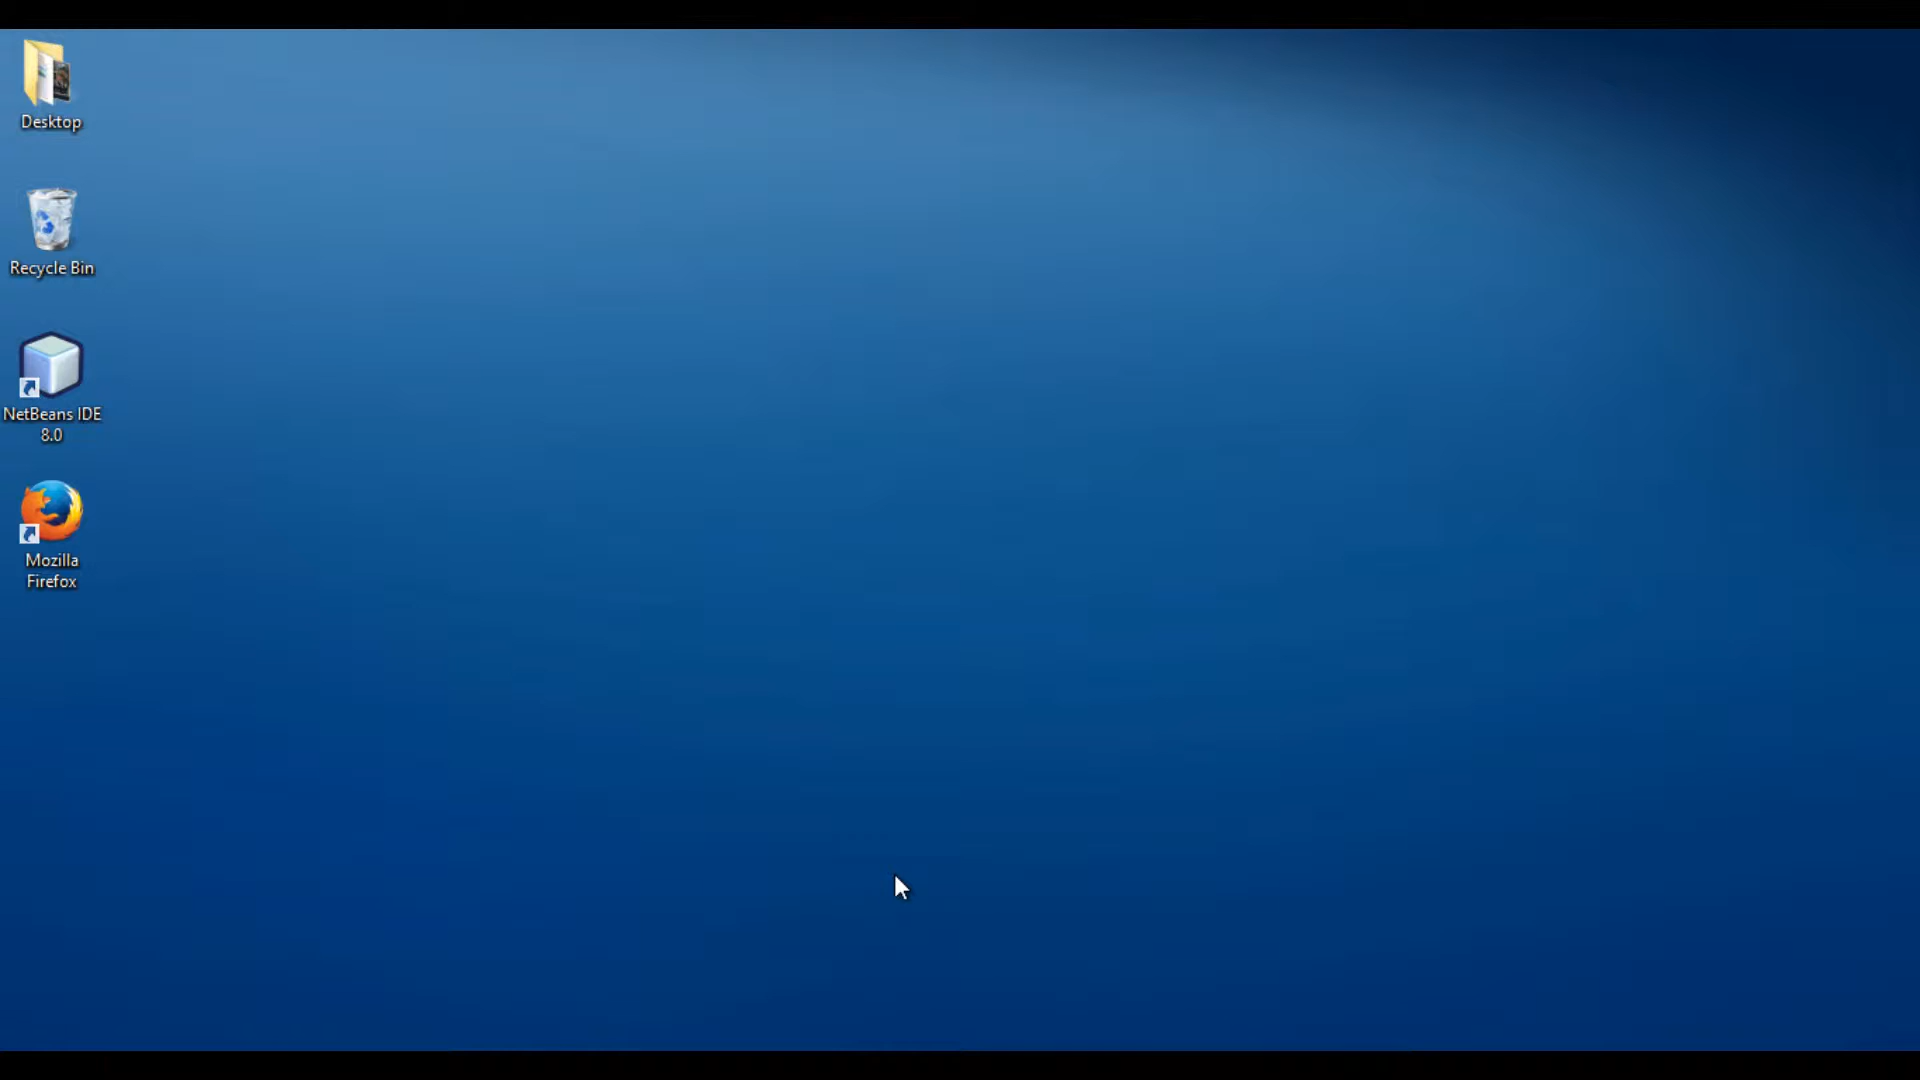 Desktop
Recycle Bin
NetBeans IDE
8.0
Mozilla
Firefox